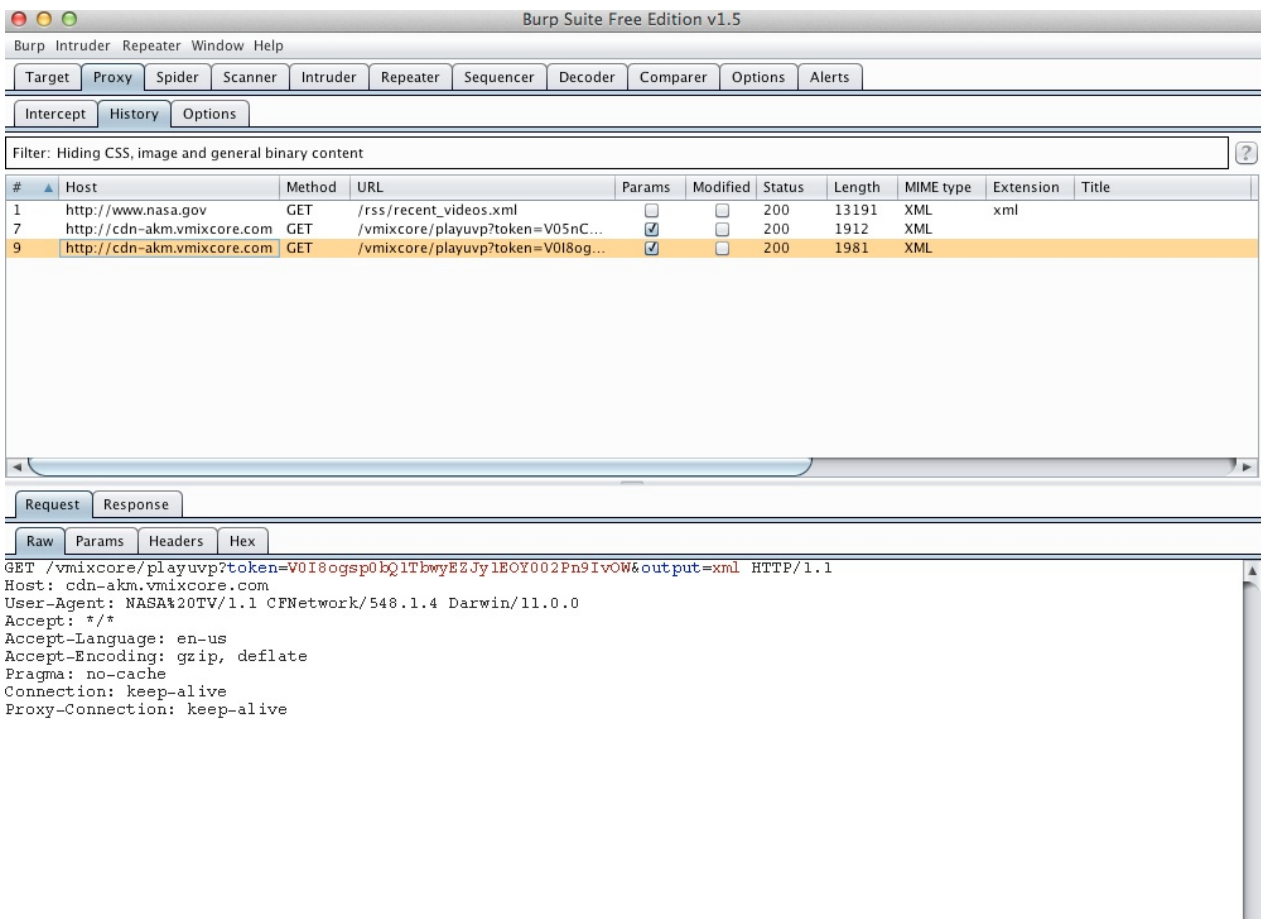 Burp Suite Free Edition v1.5
Burp Intruder Repeater Window Help
Target Proxy Spider Scanner Intruder Repeater Sequencer Decoder Comparer Options Alerts
Intercept History Options
Filter: Hiding CSS, image and general binary content ?
# Host Method URL Params Modified Status Length MIME type Extension Title
1 http://www.nasa.gov GET /rss/recent_videos.xml 200 13191 XML xml
7 http://cdn-akm.vmixcore.com GET /vmixcore/playuvp?token=V05nC... 200 1912 XML
9 http://cdn-akm.vmixcore.com GET /vmixcore/playuvp?token=V0I8og... 200 1981 XML
Request Response
Raw Params Headers Hex
GET /vmixcore/playuvp?token=V0I8ogsp0bQ1TbwyEZJy1EOY002Pn9IvOW&output=xml HTTP/1.1
Host: cdn-akm.vmixcore.com
User-Agent: NASA%20TV/1.1 CFNetwork/548.1.4 Darwin/11.0.0
Accept: */*
Accept-Language: en-us
Accept-Encoding: gzip, deflate
Pragma: no-cache
Connection: keep-alive
Proxy-Connection: keep-alive